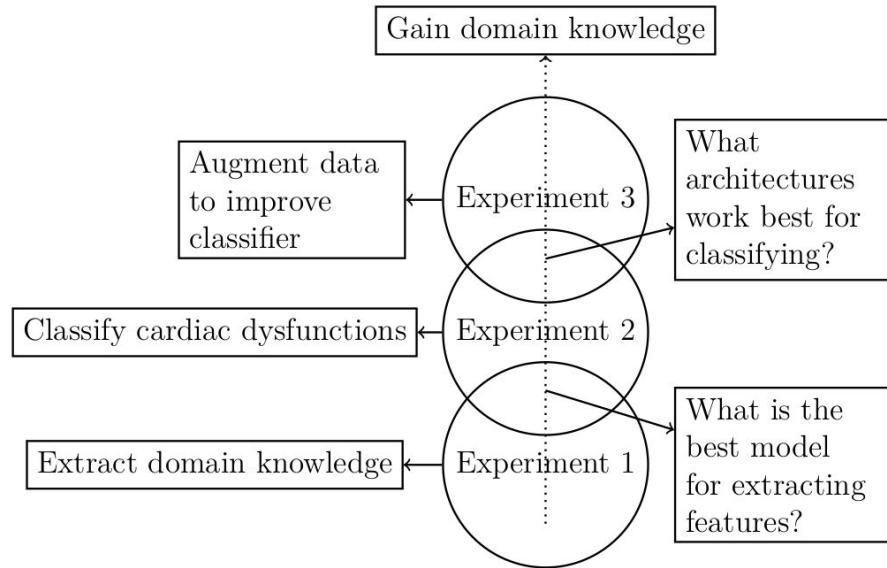 Gain domain knowledge
Augment data
to improve
classifier
Experiment 3
What
architectures
work best for
classifying?
Classify cardiac dysfunctions
Experiment 2
Extract domain knowledge
Experiment 1
What is the
best model
for extracting
features?